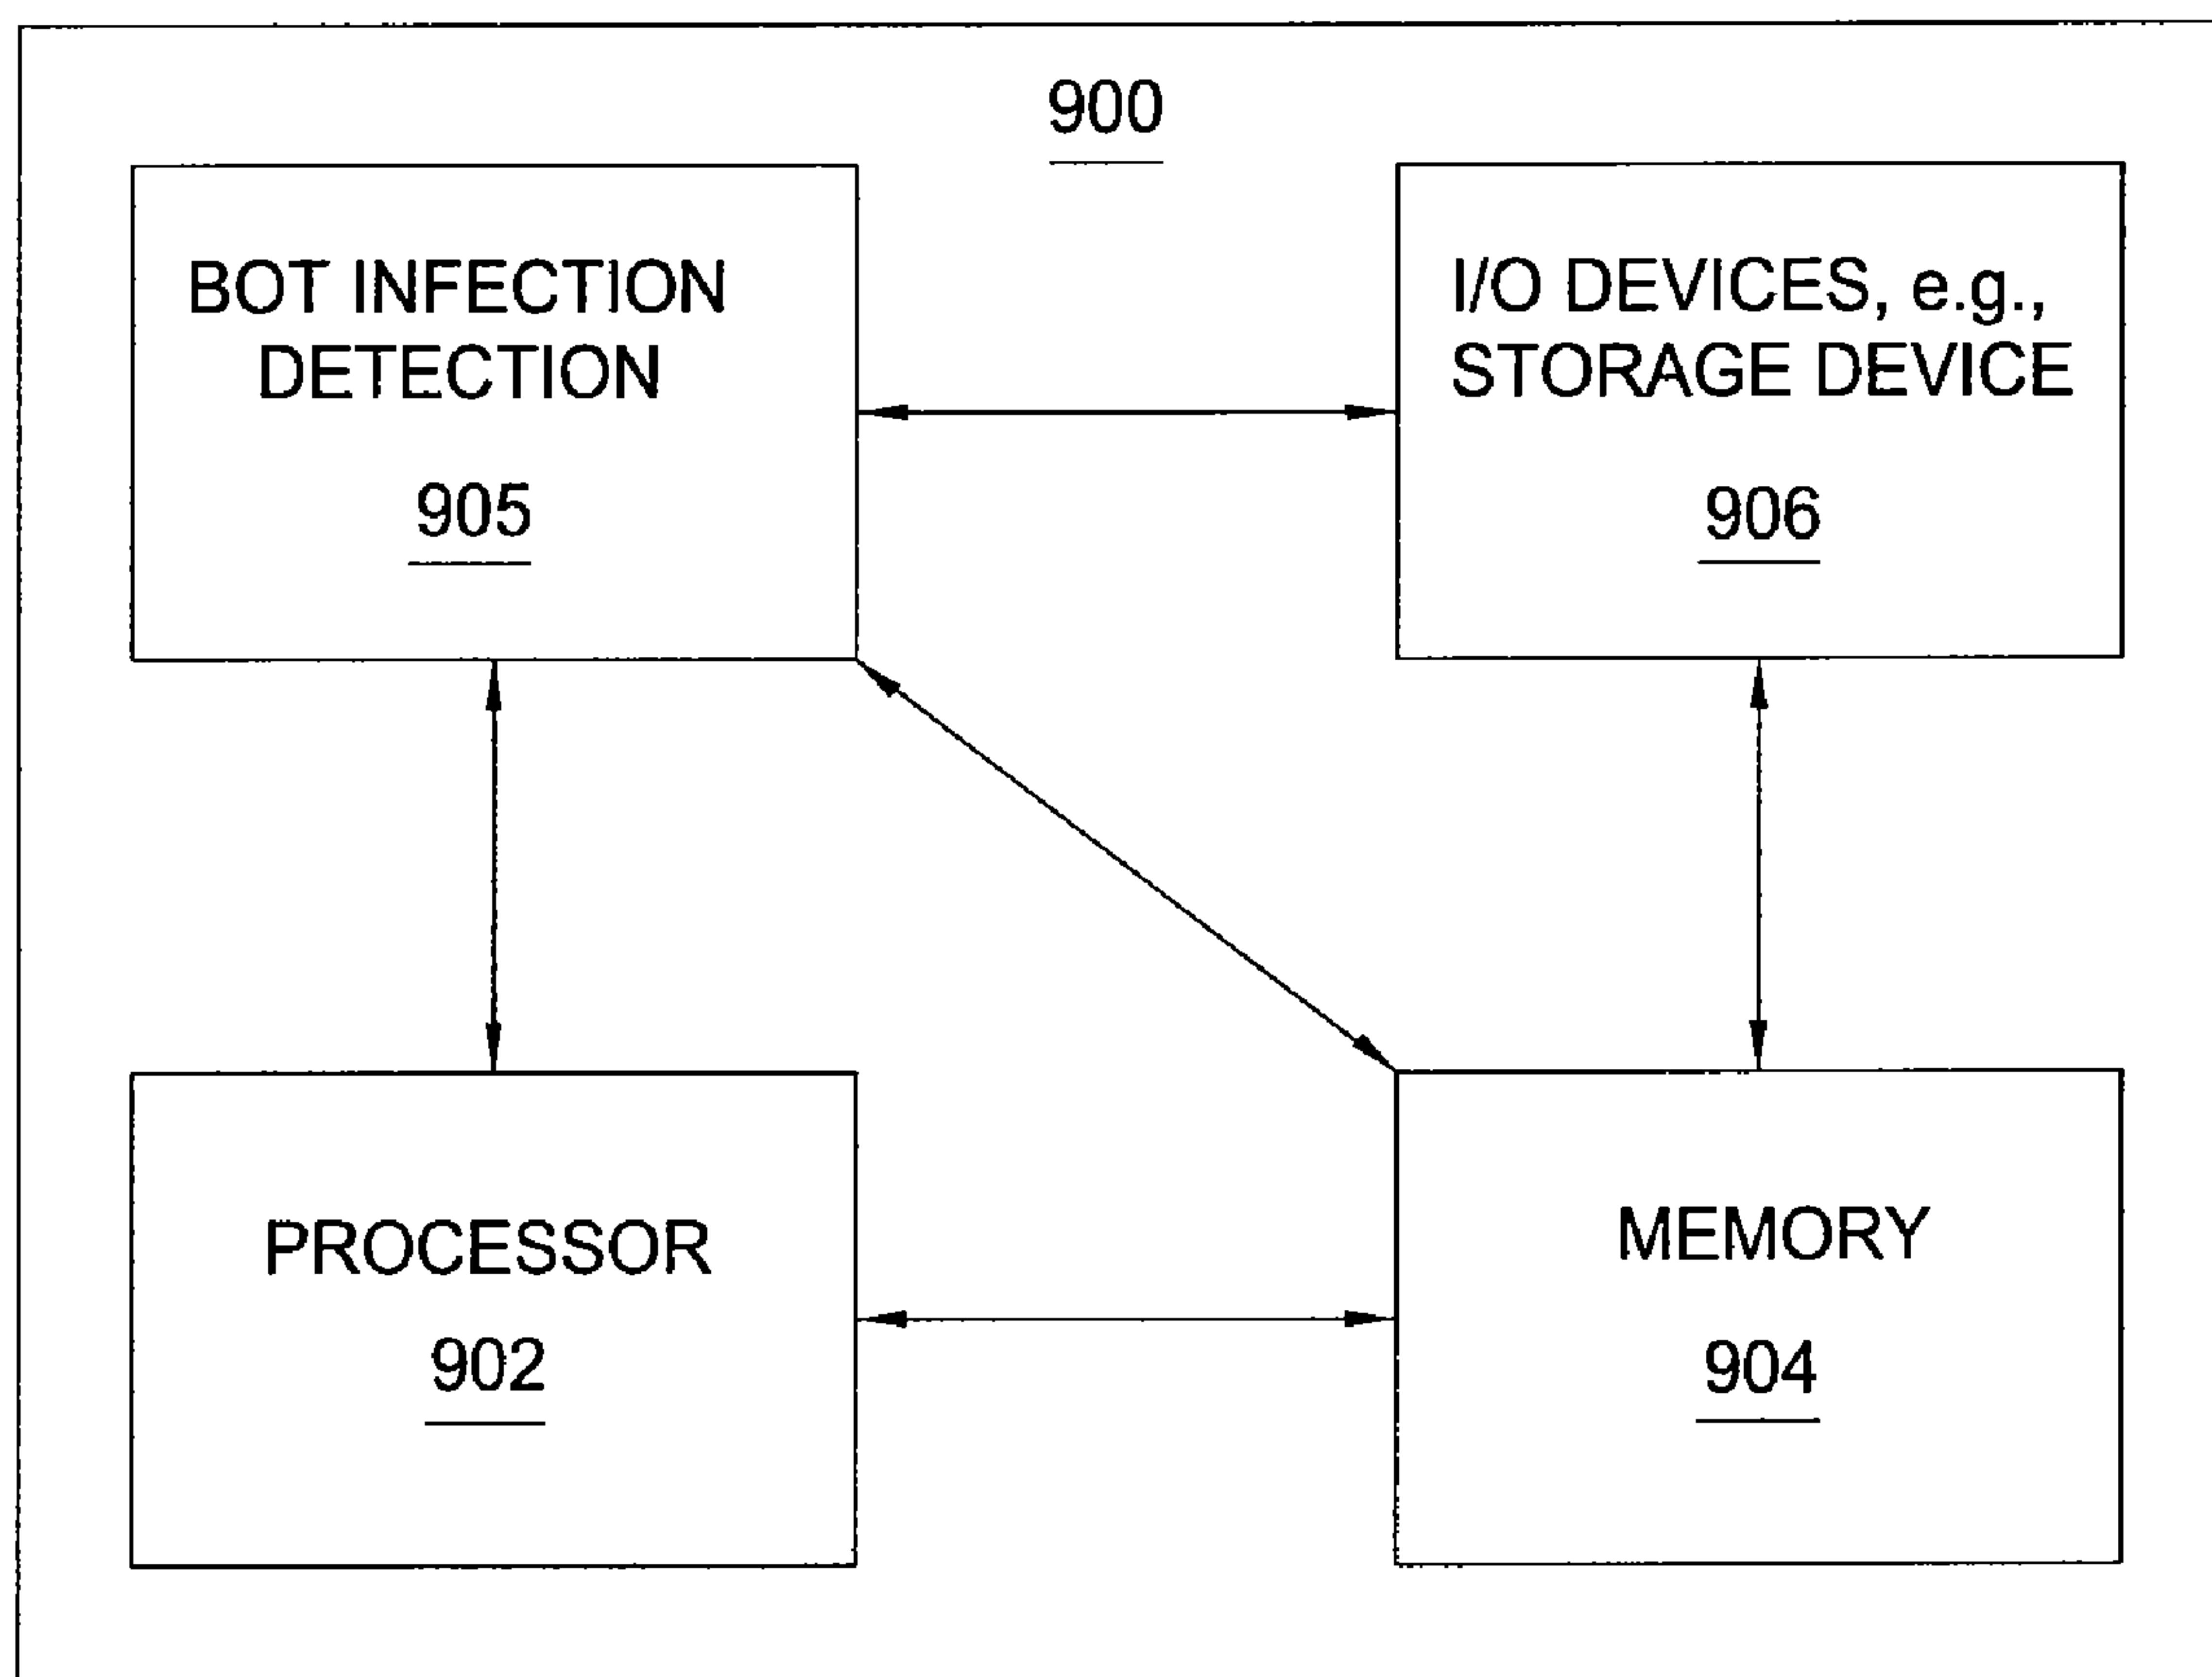 900
BOT INFECTION
DETECTION
905
I/O DEVICES, e.g.,
STORAGE DEVICE
906
PROCESSOR
902
MEMORY
904